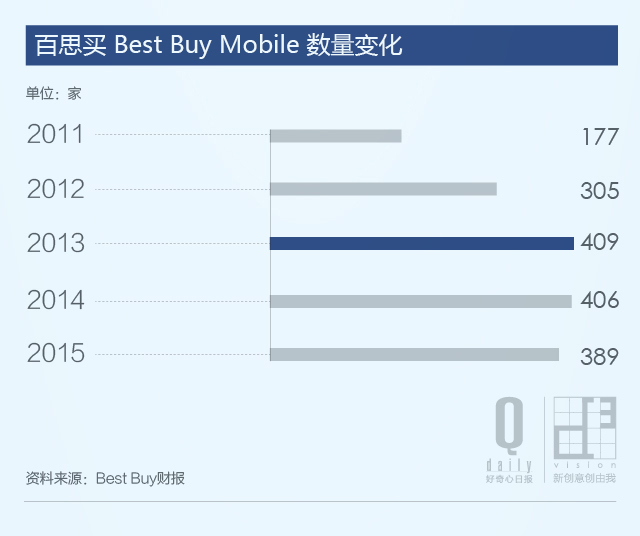 百思买 Best Buy Mobile 数量变化
单位：家
2011 177
2012 305
2013 409
2014 406
2015 389
Q
daily
好奇心日报
vision
新创意创由我
资料来源：Best Buy财报